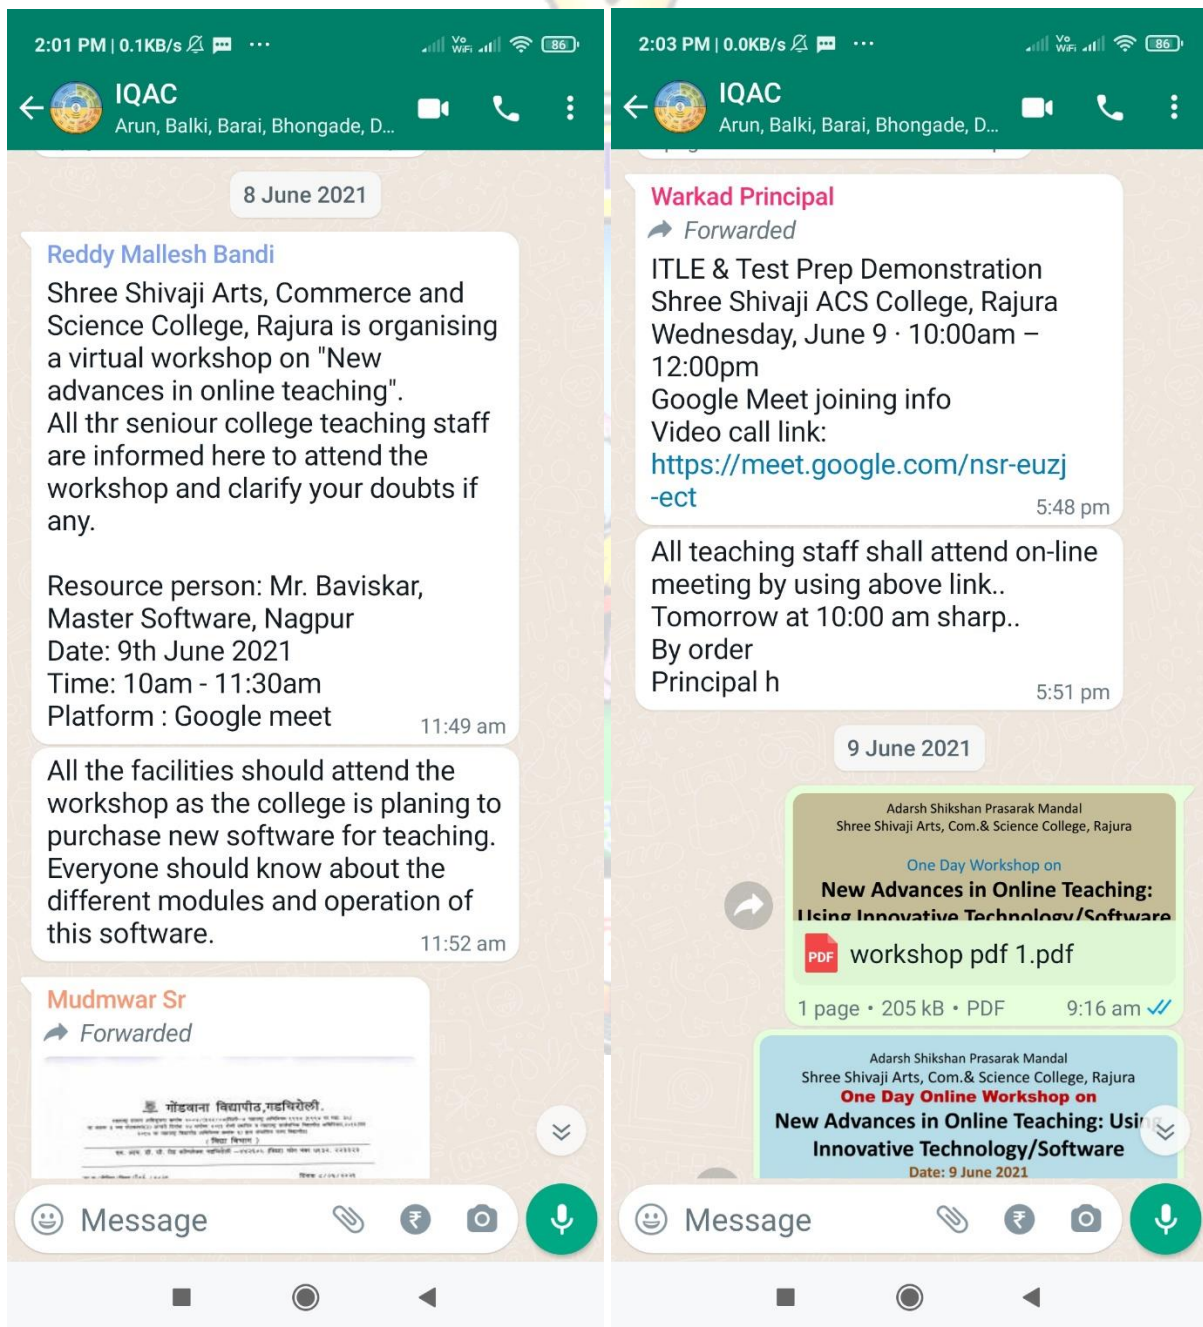 2:01 PM | 0.1KB/s
Vo
WiFi
86
IQAC
Arun, Balki, Barai, Bhongade, D...
8 June 2021
Reddy Mallesh Bandi
Shree Shivaji Arts, Commerce and
Science College, Rajura is organising
a virtual workshop on "New
advances in online teaching".
All thr seniour college teaching staff
are informed here to attend the
workshop and clarify your doubts if
any.
Resource person: Mr. Baviskar,
Master Software, Nagpur
Date: 9th June 2021
Time: 10am - 11:30am
Platform : Google meet
11:49 am
All the facilities should attend the
workshop as the college is planing to
purchase new software for teaching.
Everyone should know about the
different modules and operation of
this software.
11:52 am
Mudmwar Sr
Forwarded
गोंडवाना विद्यापीठ,गडचिरोली.
( विद्या विभाग )
Message
2:03 PM | 0.0KB/s
Vo
WiFi
86
IQAC
Arun, Balki, Barai, Bhongade, D...
Warkad Principal
Forwarded
ITLE & Test Prep Demonstration
Shree Shivaji ACS College, Rajura
Wednesday, June 9 · 10:00am –
12:00pm
Google Meet joining info
Video call link:
https://meet.google.com/nsr-euzj
-ect
5:48 pm
All teaching staff shall attend on-line
meeting by using above link..
Tomorrow at 10:00 am sharp..
By order
Principal h
5:51 pm
9 June 2021
Adarsh Shikshan Prasarak Mandal
Shree Shivaji Arts, Com.& Science College, Rajura
One Day Workshop on
New Advances in Online Teaching:
Using Innovative Technology/Software
PDF
workshop pdf 1.pdf
1 page • 205 kB • PDF
9:16 am
Adarsh Shikshan Prasarak Mandal
Shree Shivaji Arts, Com.& Science College, Rajura
One Day Online Workshop on
New Advances in Online Teaching: Using
Innovative Technology/Software
Date: 9 June 2021
Message